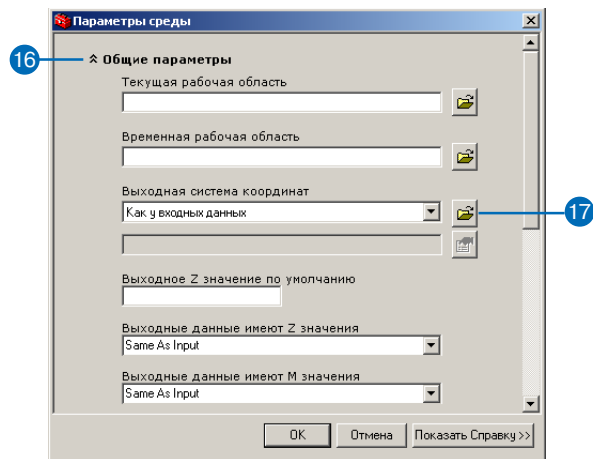 Параметры среды
16
Общие параметры
Текущая рабочая область
Временная рабочая область
Выходная система координат
Как у входных данных
17
Выходное Z значение по умолчанию
Выходные данные имеют Z значения
Same As Input
Выходные данные имеют M значения
Same As Input
OK Отмена Показать Справку >>